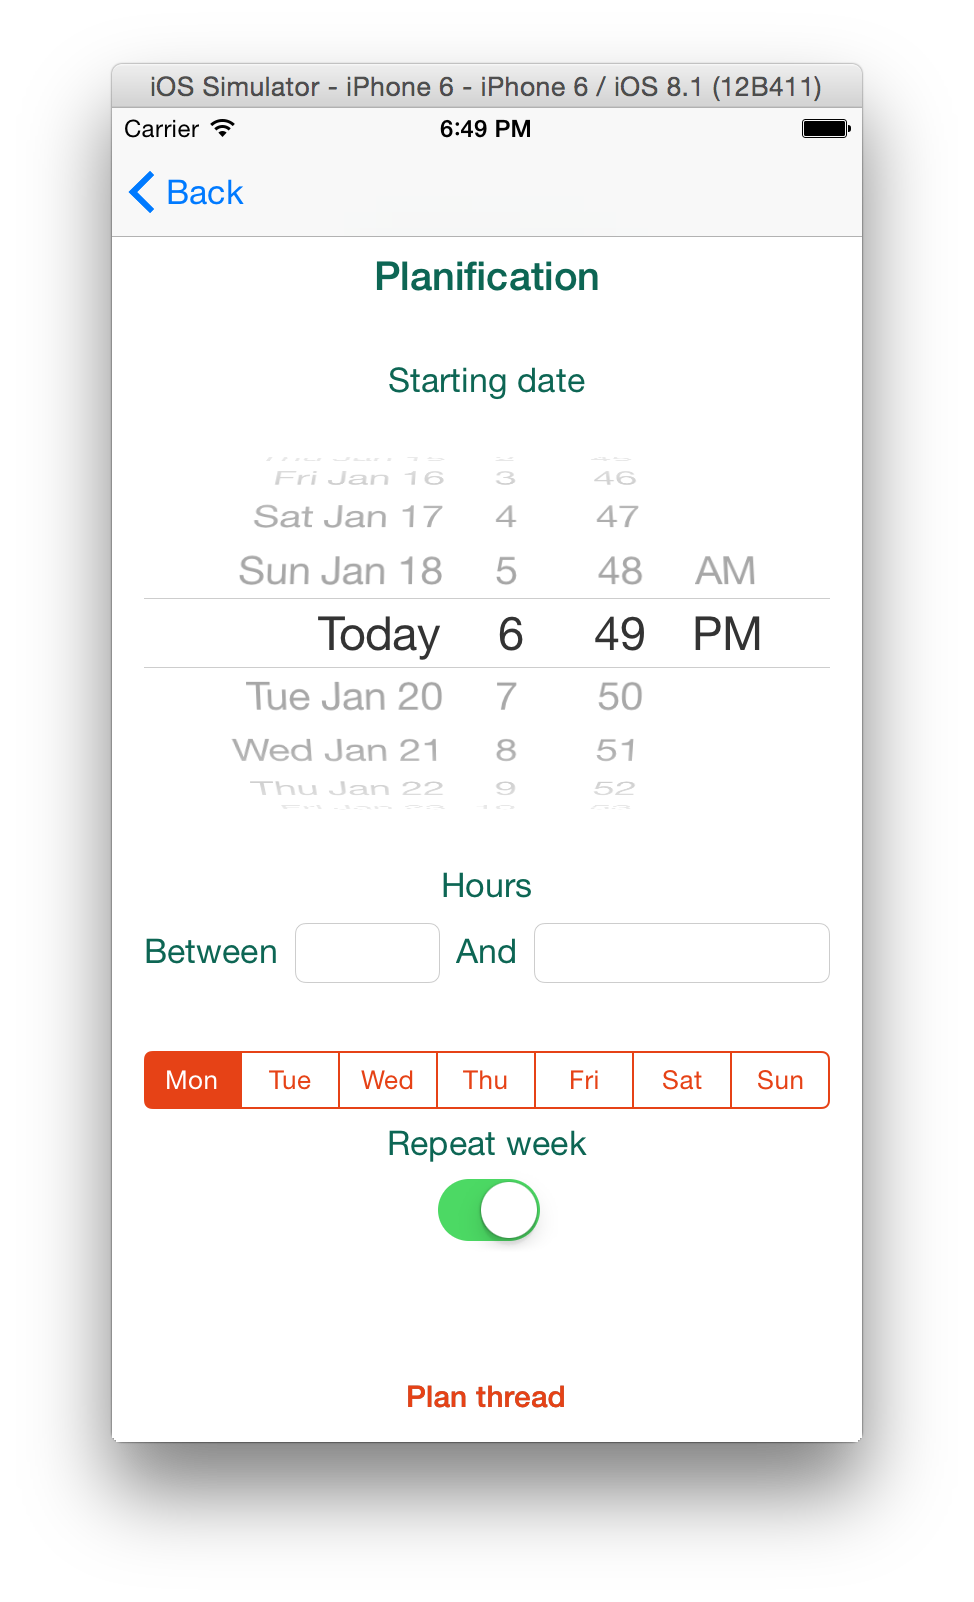 iOS Simulator - iPhone 6 - iPhone 6 / iOS 8.1 (12B411)
Carrier 6:49 PM
Back
Planification
Starting date
Fri Jan 16 3 46
Sat Jan 17 4 47
Sun Jan 18 5 48 AM
Today 6 49 PM
Tue Jan 20 7 50
Wed Jan 21 8 51
Thu Jan 22 9 52
Hours
Between And
Mon Tue Wed Thu Fri Sat Sun
Repeat week
Plan thread